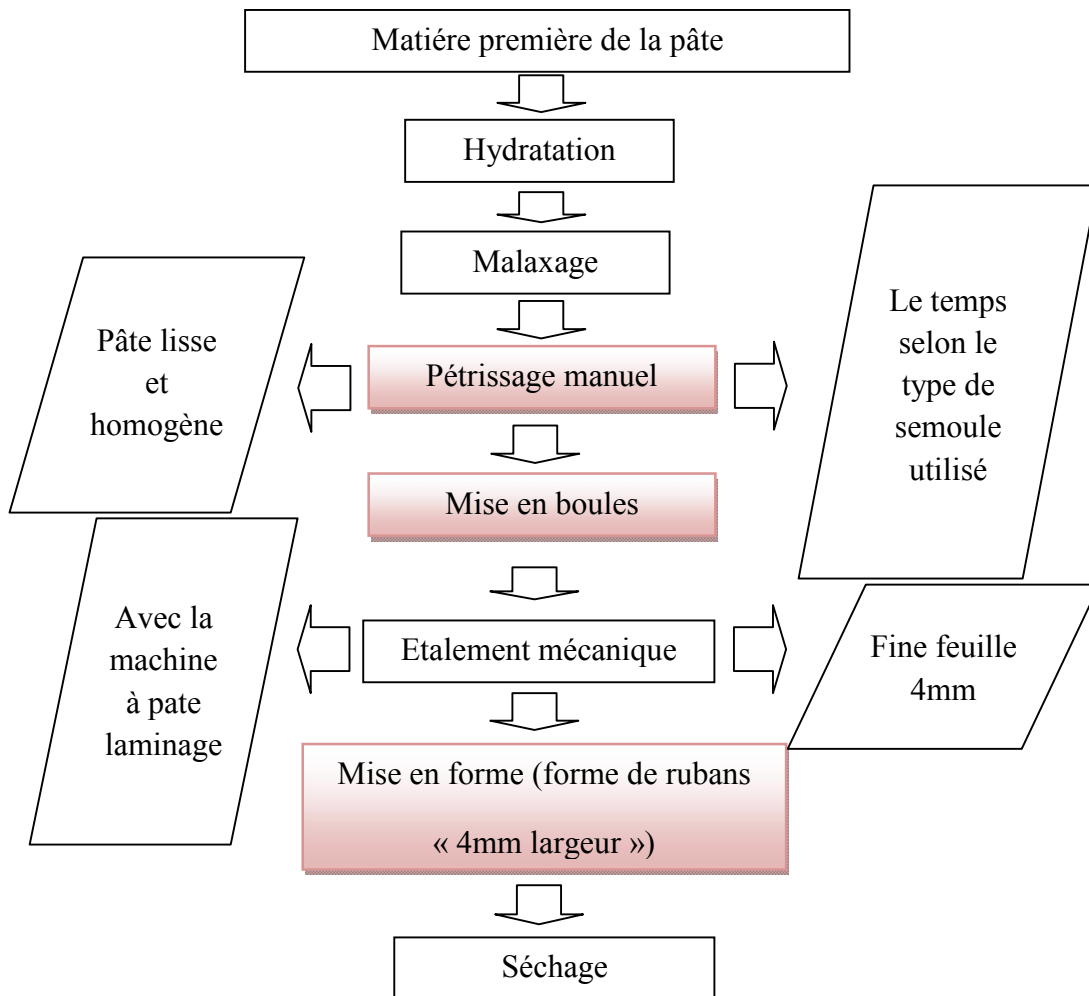 Matiére première de la pâte
Hydratation
Malaxage
Pâte lisse
et
homogène
Pétrissage manuel
Le temps
selon le
type de
semoule
utilisé
Mise en boules
Avec la
machine
à pate
laminage
Etalement mécanique
Fine feuille
4mm
Mise en forme (forme de rubans
« 4mm largeur »)
Séchage